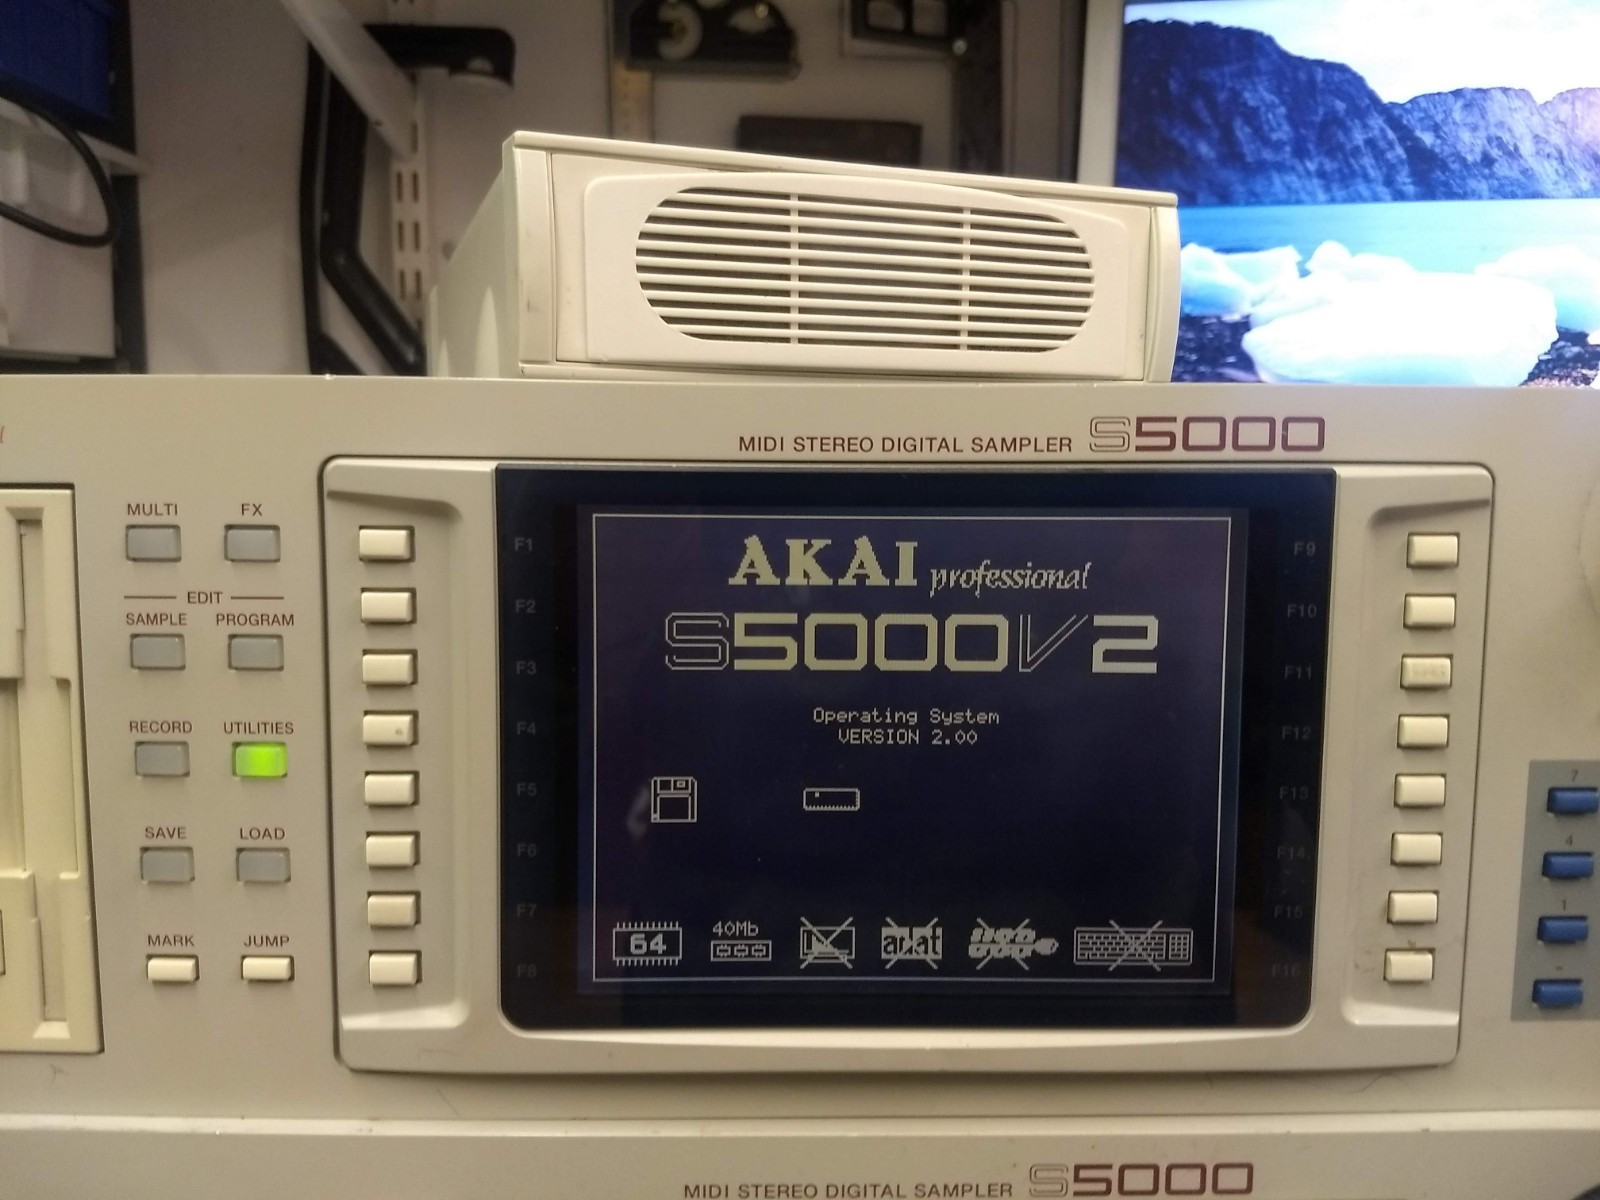 MIDI STEREO DIGITAL SAMPLER S5000
MULTI FX
EDIT
SAMPLE PROGRAM
RECORD UTILITIES
SAVE LOAD
MARK JUMP
F1
F2
F3
F4
F5
F6
F7
F8
AKAI professional
S5000V2
Operating System
VERSION 2.00
64
40Mb
F9
F10
F11
F12
F13
F14
F15
F16
7
4
1
-
MIDI STEREO DIGITAL SAMPLER S5000